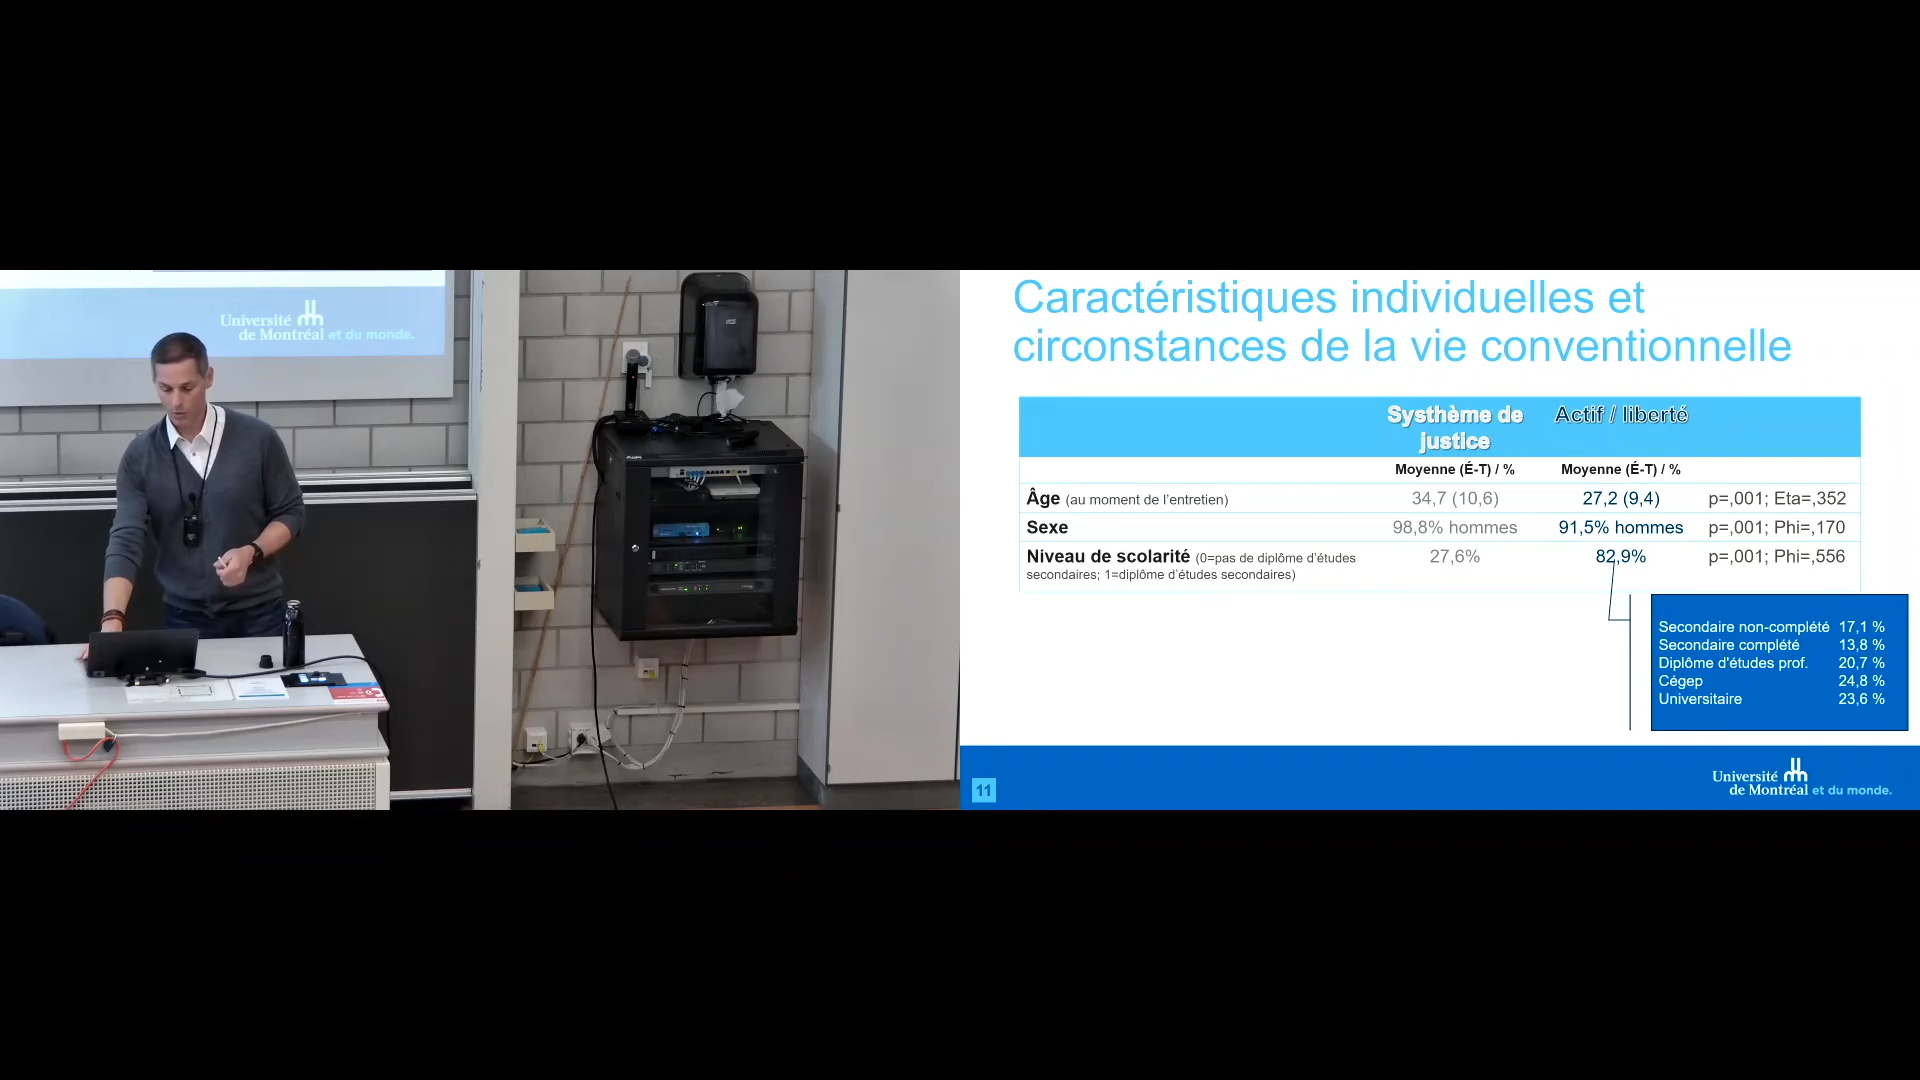 Université
de Montréal et du monde.
Caractéristiques individuelles et
circonstances de la vie conventionnelle
Systhème de justice
Actif / liberté
Moyenne (É-T) / %
Moyenne (É-T) / %
Âge (au moment de l'entretien) 34,7 (10,6) 27,2 (9,4) p=,001; Eta=,352
Sexe 98,8% hommes 91,5% hommes p=,001; Phi=,170
Niveau de scolarité (0=pas de diplôme d'études 27,6% 82,9% p=,001; Phi=,556
secondaires; 1=diplôme d'études secondaires)
Secondaire non-complété 17,1 %
Secondaire complété 13,8 %
Diplôme d'études prof. 20,7 %
Cégep 24,8 %
Universitaire 23,6 %
11
Université
de Montréal et du monde.